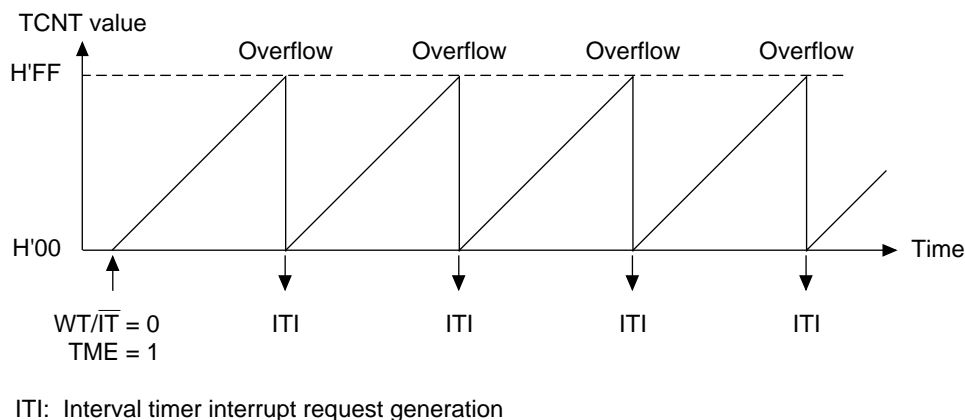 TCNT value
Overflow Overflow Overflow Overflow
H'FF
H'00
Time
WT/I̅T̅ = 0
TME = 1
ITI ITI ITI ITI
ITI: Interval timer interrupt request generation